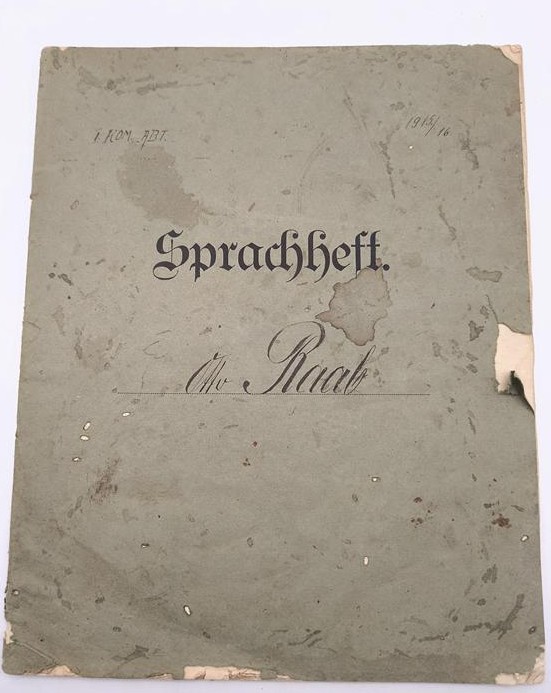 I. KOM. ABT.
1915/16
Sprachheft.
Otto Raab